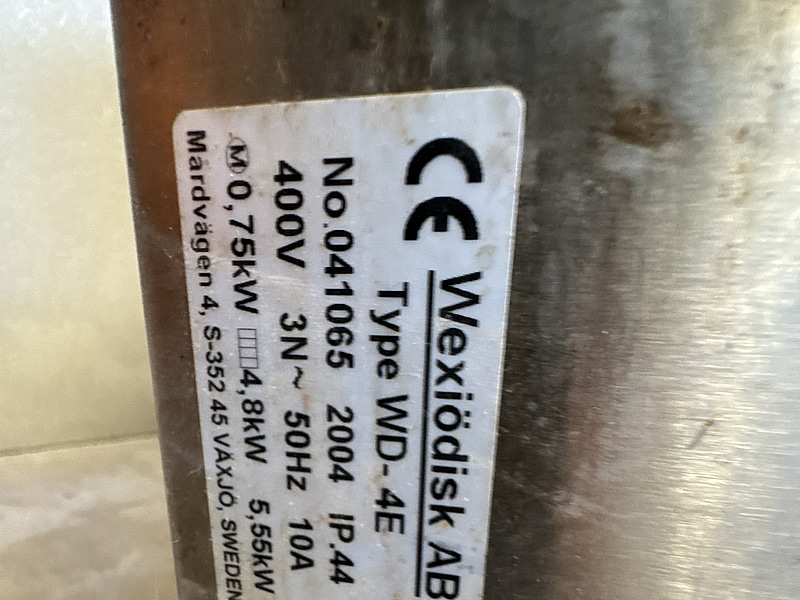 CE Wexiödisk AB
Type WD-4E
No.041065 2004 IP.44
400V 3N~ 50Hz 10A
M 0,75kW 4,8kW 5,55kW
Mårdvägen 4, S-352 45 VÄXJÖ, SWEDEN